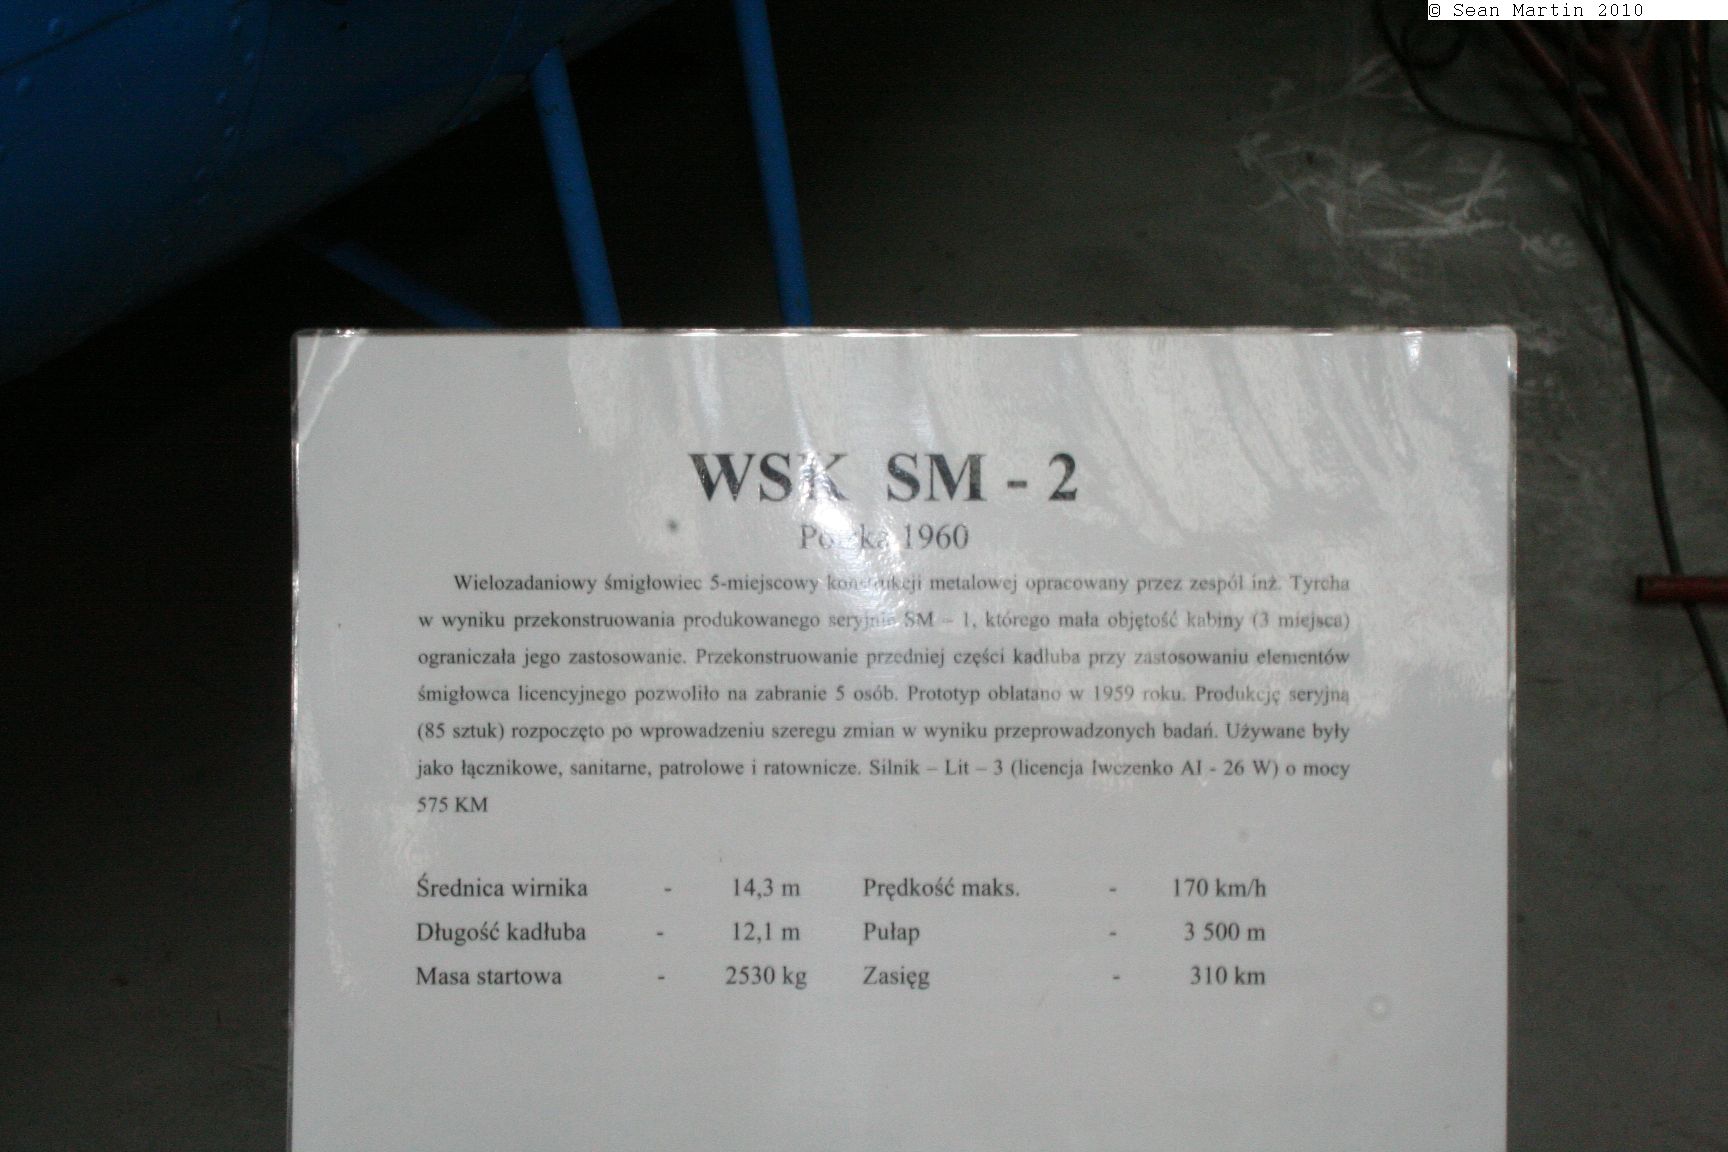 © Sean Martin 2010
WSK SM - 2
Polska 1960
Wielozadaniowy śmigłowiec 5-miejscowy konstrukcji metalowej opracowany przez zespól inż. Tyrcha
w wyniku przekonstruowania produkowanego seryjnie SM – 1, którego mała objętość kabiny (3 miejsca)
ograniczała jego zastosowanie. Przekonstruowanie przedniej części kadłuba przy zastosowaniu elementów
śmigłowca licencyjnego pozwoliło na zabranie 5 osób. Prototyp oblatano w 1959 roku. Produkcję seryjną
(85 sztuk) rozpoczęto po wprowadzeniu szeregu zmian w wyniku przeprowadzonych badań. Używane były
jako łącznikowe, sanitarne, patrolowe i ratownicze. Silnik – Lit – 3 (licencja Iwczenko AI - 26 W) o mocy
575 KM
Średnica wirnika - 14,3 m Prędkość maks. - 170 km/h
Długość kadłuba - 12,1 m Pułap - 3 500 m
Masa startowa - 2530 kg Zasięg - 310 km